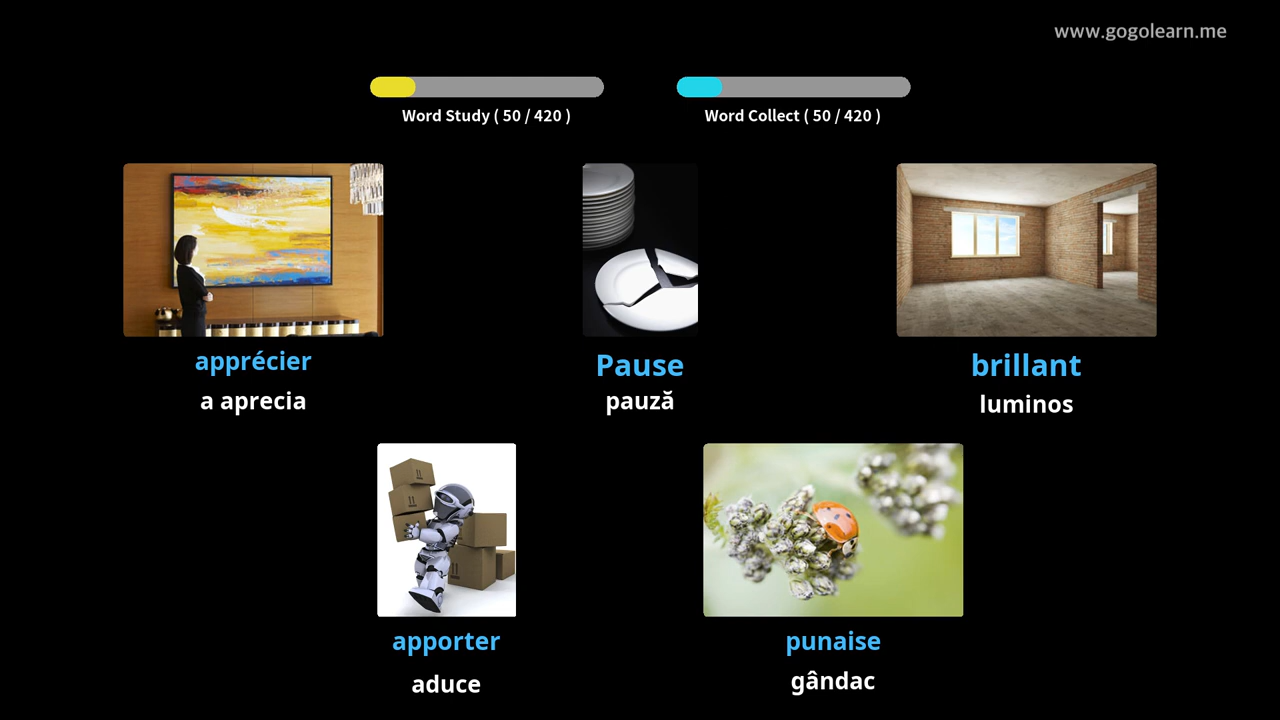 www.gogolearn.me
Word Study ( 50 / 420 )
Word Collect ( 50 / 420 )
apprécier
a aprecia
Pause
pauză
brillant
luminos
apporter
aduce
punaise
gândac